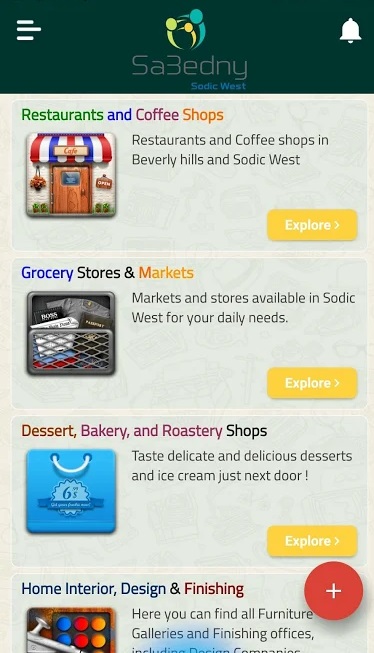 Sa3edny
Sodic West
Restaurants and Coffee Shops
Cafe
OPEN
Restaurants and Coffee shops in
Beverly hills and Sodic West
Explore >
Grocery Stores & Markets
BOSS
PASSPORT
Markets and stores available in Sodic
West for your daily needs.
Explore >
Dessert, Bakery, and Roastery Shops
Taste delicate and delicious desserts
and ice cream just next door !
Explore >
Home Interior, Design & Finishing
Here you can find all Furniture
Galleries and Finishing offices,
including Design Companies
+